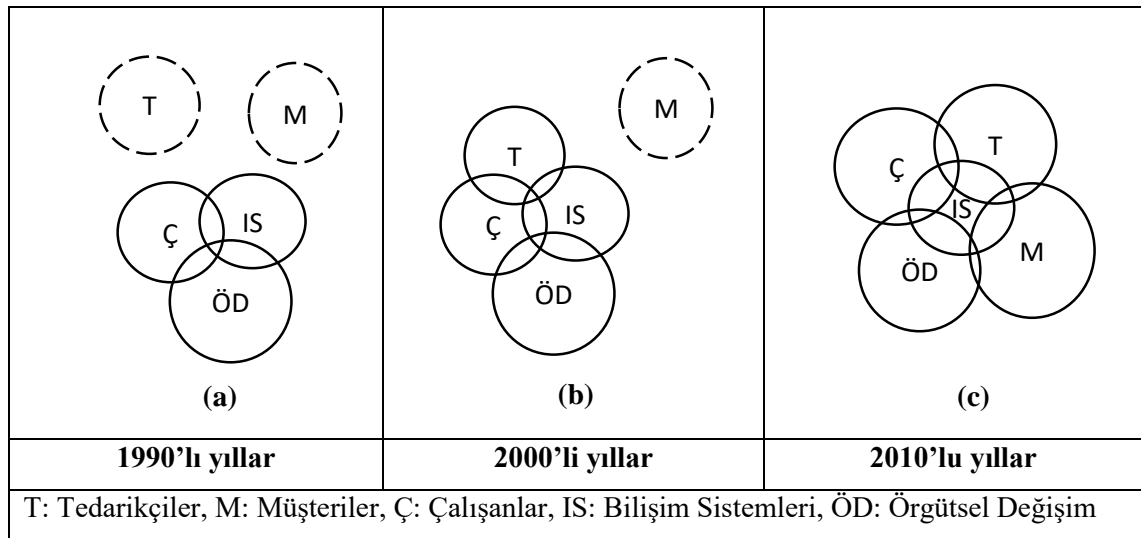 T
M
Ç
IS
ÖD
(a)
1990’lı yıllar
M
T
Ç
IS
ÖD
(b)
2000’li yıllar
Ç
T
IS
ÖD
M
(c)
2010’lu yıllar
T: Tedarikçiler, M: Müşteriler, Ç: Çalışanlar, IS: Bilişim Sistemleri, ÖD: Örgütsel Değişim